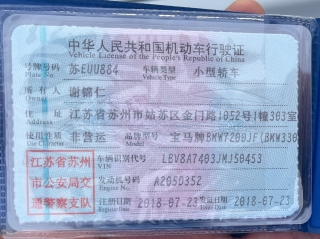 中华人民共和国机动车行驶证
Vehicle License of the People's Republic of China
号牌号码 苏EUU884 车辆类型 小型轿车
Plate No. Vehicle Type
所有人 谢锦仁
Owner
住址 江苏省苏州市姑苏区金门路1052号1幢303室
Address
使用性质 非营运 品牌型号 宝马牌BMW7200JF(BMW330
Use Character Model
江苏省苏州
市公安局交
通警察支队
车辆识别代号 LBV8A7403JMJ50453
VIN
发动机号码 A2050352
Engine No.
注册日期 2018-07-23 发证日期 2018-07-23
Register Date Issue Date